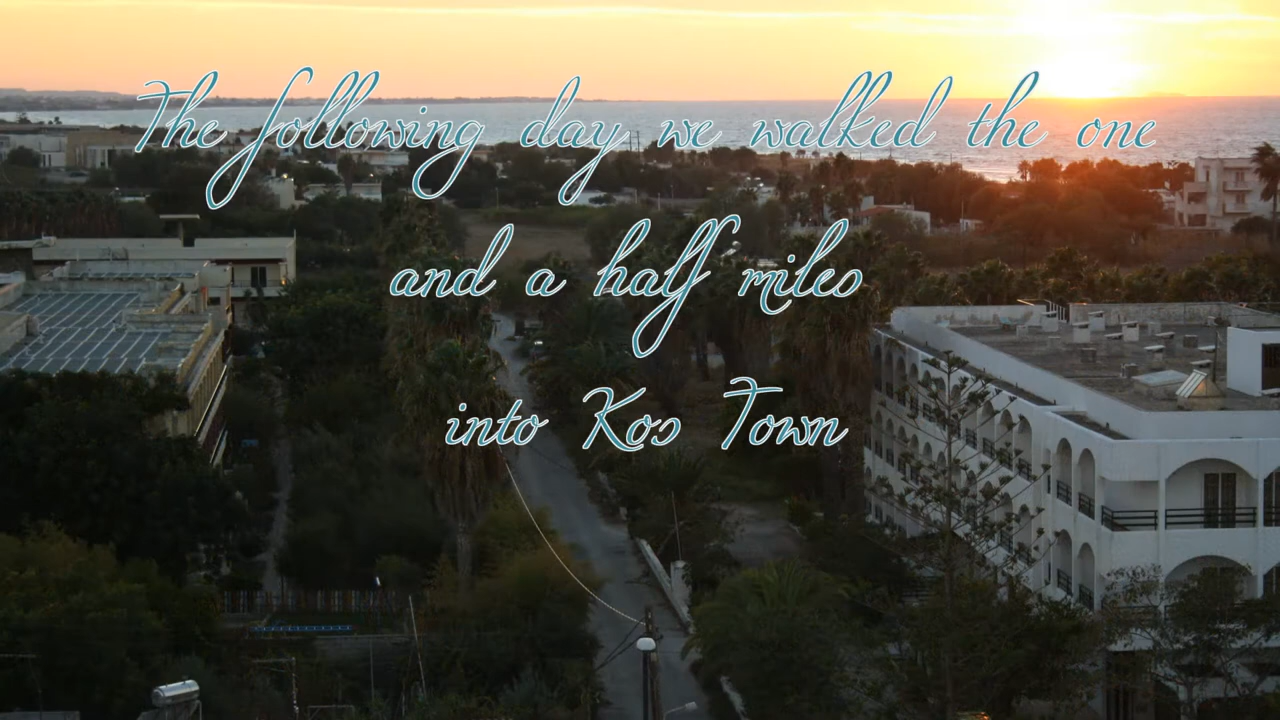 The following day we walked the one
and a half miles
into Kos Town